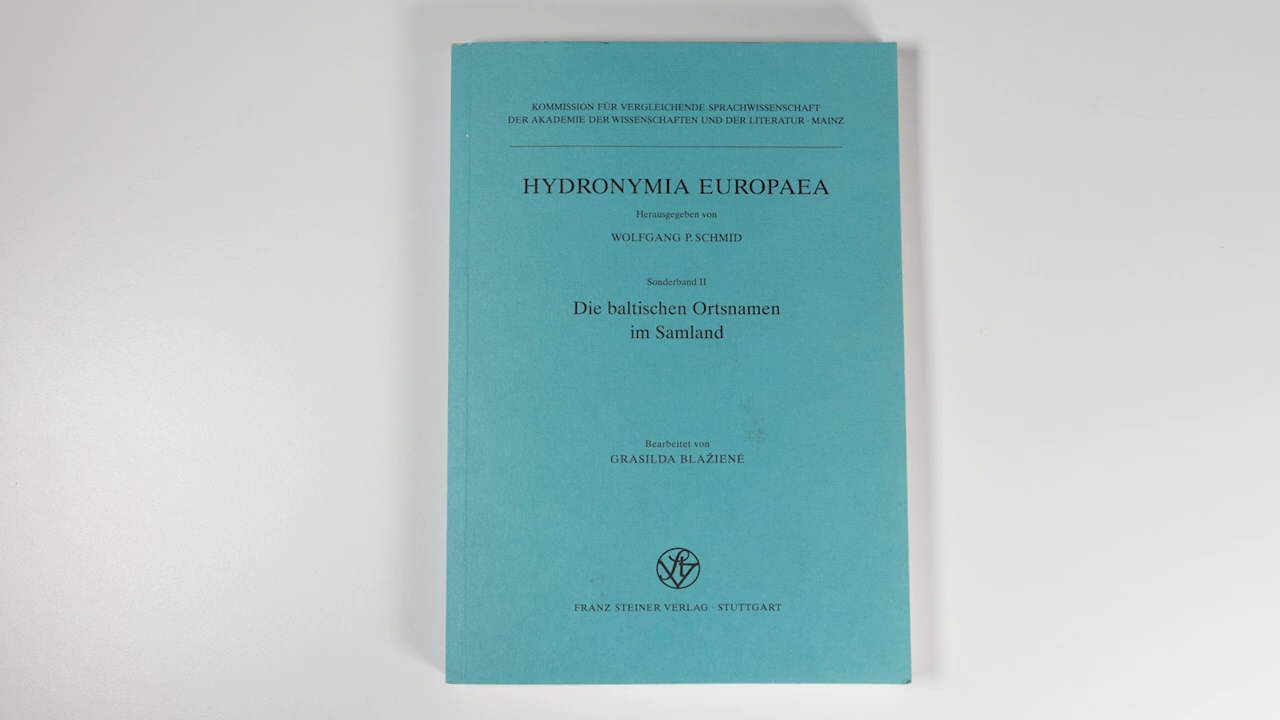 KOMMISSION FÜR VERGLEICHENDE SPRACHWISSENSCHAFT
DER AKADEMIE DER WISSENSCHAFTEN UND DER LITERATUR · MAINZ
HYDRONYMIA EUROPAEA
Herausgegeben von
WOLFGANG P. SCHMID
Sonderband II
Die baltischen Ortsnamen
im Samland
Bearbeitet von
GRASILDA BLAŽIENĖ
FRANZ STEINER VERLAG · STUTTGART